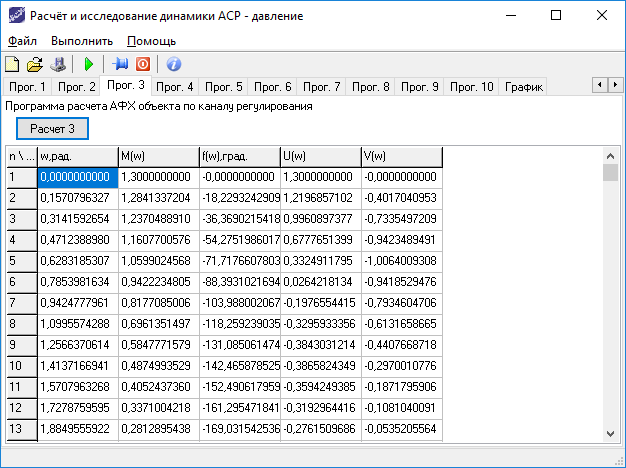 Расчёт и исследование динамики АСР - давление
Файл Выполнить Помощь
Прог. 1 Прог. 2 Прог. 3 Прог. 4 Прог. 5 Прог. 6 Прог. 7 Прог. 8 Прог. 9 Прог. 10 График
Программа расчета АФХ объекта по каналу регулирования
Расчет 3
n \ ... w,рад. M(w) f(w),град. U(w) V(w)
1 0,0000000000 1,3000000000 -0,0000000000 1,3000000000 -0,0000000000
2 0,1570796327 1,2841337204 -18,2293242909 1,2196857102 -0,4017040953
3 0,3141592654 1,2370488910 -36,3690215418 0,9960897377 -0,7335497209
4 0,4712388980 1,1607700576 -54,2751986017 0,6777651399 -0,9423489491
5 0,6283185307 1,0599024568 -71,7176607803 0,3324911795 -1,0064009308
6 0,7853981634 0,9422234805 -88,3931021694 0,0264218134 -0,9418529476
7 0,9424777961 0,8177085006 -103,988002067 -0,1976554415 -0,7934604706
8 1,0995574288 0,6961351497 -118,259239035 -0,3295933356 -0,6131658665
9 1,2566370614 0,5847771579 -131,085061474 -0,3843031214 -0,4407668718
10 1,4137166941 0,4874993529 -142,465878525 -0,3865824349 -0,2970010776
11 1,5707963268 0,4052437360 -152,490617959 -0,3594249385 -0,1871795906
12 1,7278759595 0,3371004218 -161,295471841 -0,3192964416 -0,1081040091
13 1,8849555922 0,2812895438 -169,031542536 -0,2761509686 -0,0535205564